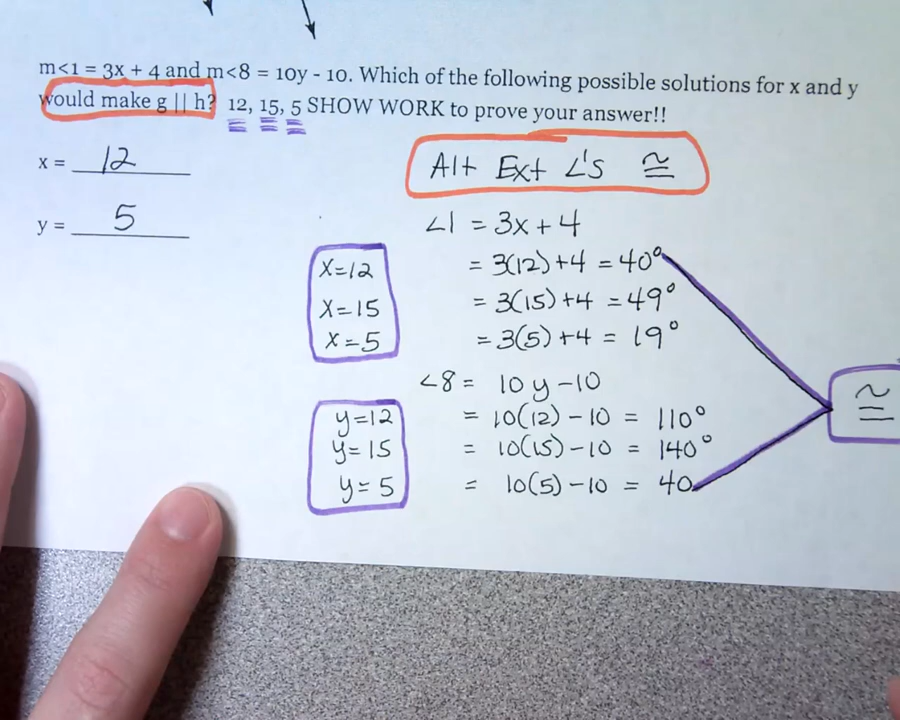 m<1 = 3x + 4 and m<8 = 10y - 10. Which of the following possible solutions for x and y
would make g || h? 12, 15, 5 SHOW WORK to prove your answer!!
x = 12
Alt Ext ∠'s ≅
y = 5
∠1 = 3x + 4
x=12
= 3(12)+4 = 40°
x=15
= 3(15)+4 = 49°
x=5
= 3(5)+4 = 19°
∠8 = 10y-10
y=12
= 10(12)-10 = 110°
≅
y=15
= 10(15)-10 = 140°
y=5
= 10(5)-10 = 40